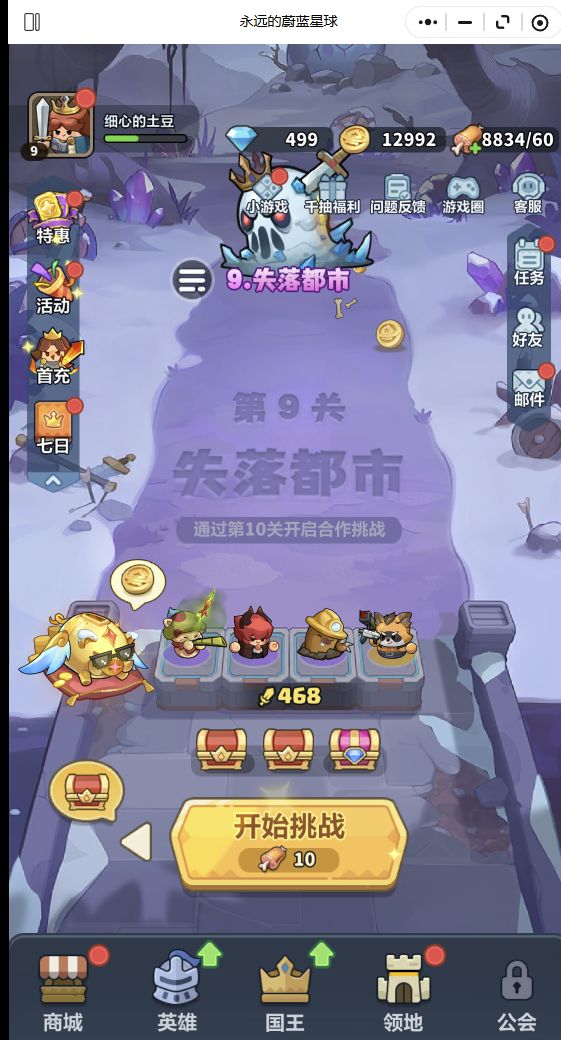 永远的蔚蓝星球
细心的土豆
9
499
12992
8834/60
小游戏
千抽福利
问题反馈
游戏圈
客服
特惠
9.失落都市
任务
活动
好友
首充
邮件
第9关
七日
失落都市
通过第10关开启合作挑战
468
开始挑战
10
商城
英雄
国王
领地
公会